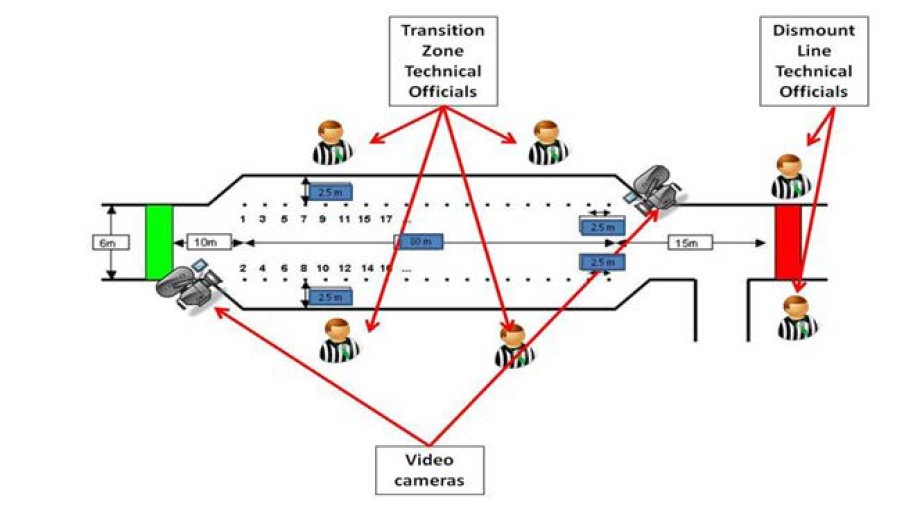 Transition
Zone
Technical
Officials
Dismount
Line
Technical
Officials
2.5 m
1 3 5 7 9 11 15 17 ...
2.5 m
6m
10m
80 m
15m
2.5 m
2 4 6 8 10 12 14 16 ...
2.5 m
Video
cameras